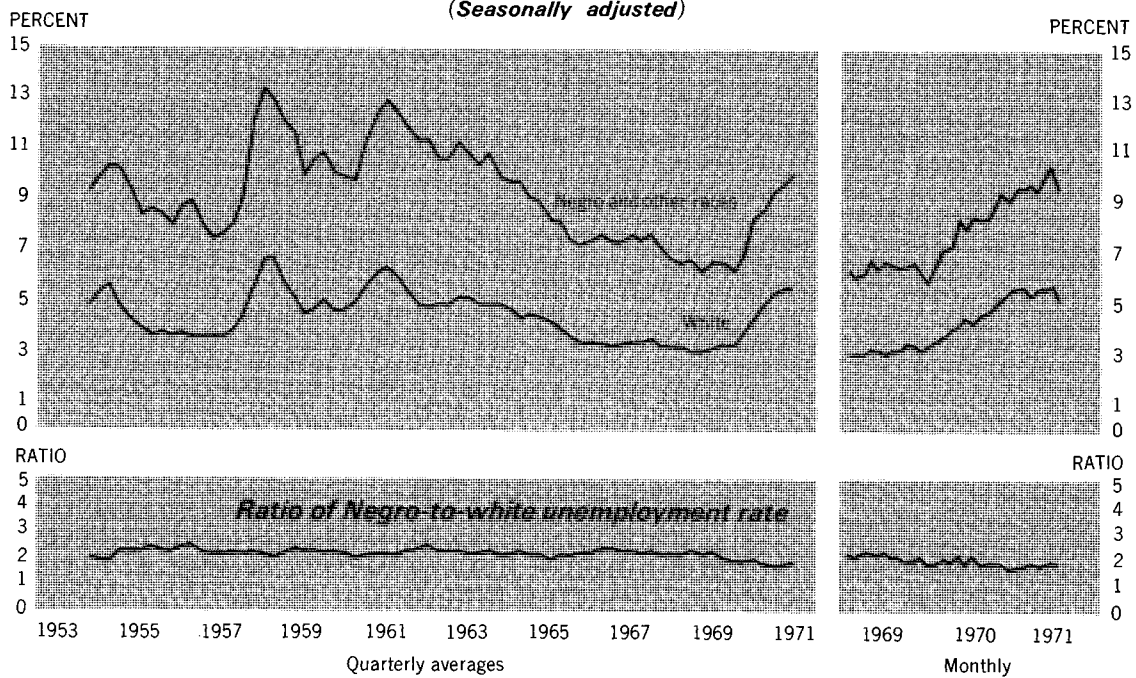 (Seasonally adjusted)
PERCENT
15
13
11
9
7
5
3
1
0
Negro and other races
White
PERCENT
15
13
11
9
7
5
3
1
0
RATIO
5
4
3
2
1
0
Ratio of Negro-to-white unemployment rate
RATIO
5
4
3
2
1
0
1953 1955 1957 1959 1961 1963 1965 1967 1969 1971
Quarterly averages
1969 1970 1971
Monthly